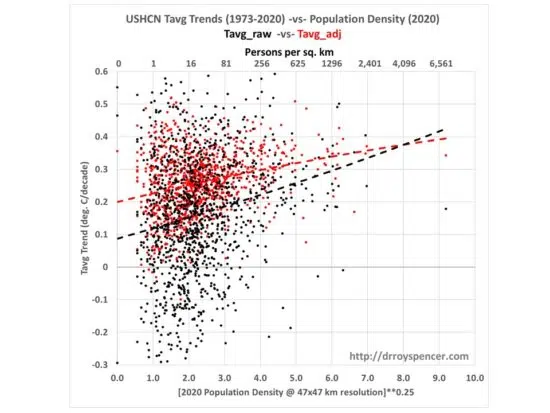 USHCN Tavg Trends (1973-2020) -vs- Population Density (2020)
Tavg_raw -vs- Tavg_adj
Persons per sq. km
0 1 16 81 256 625 1296 2,401 4,096 6,561
0.6
0.5
0.4
0.3
0.2
0.1
0
-0.1
-0.2
-0.3
Tavg Trend (deg. C/decade)
http://drroyspencer.com
0.0 1.0 2.0 3.0 4.0 5.0 6.0 7.0 8.0 9.0 10.0
[2020 Population Density @ 47x47 km resolution]**0.25